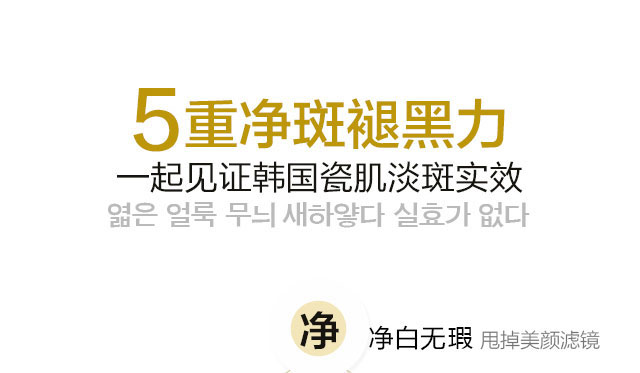 5重净斑褪黑力
一起见证韩国瓷肌淡斑实效
엷은 얼룩 무늬 새하얗다 실효가 없다
净 净白无瑕 甩掉美颜滤镜